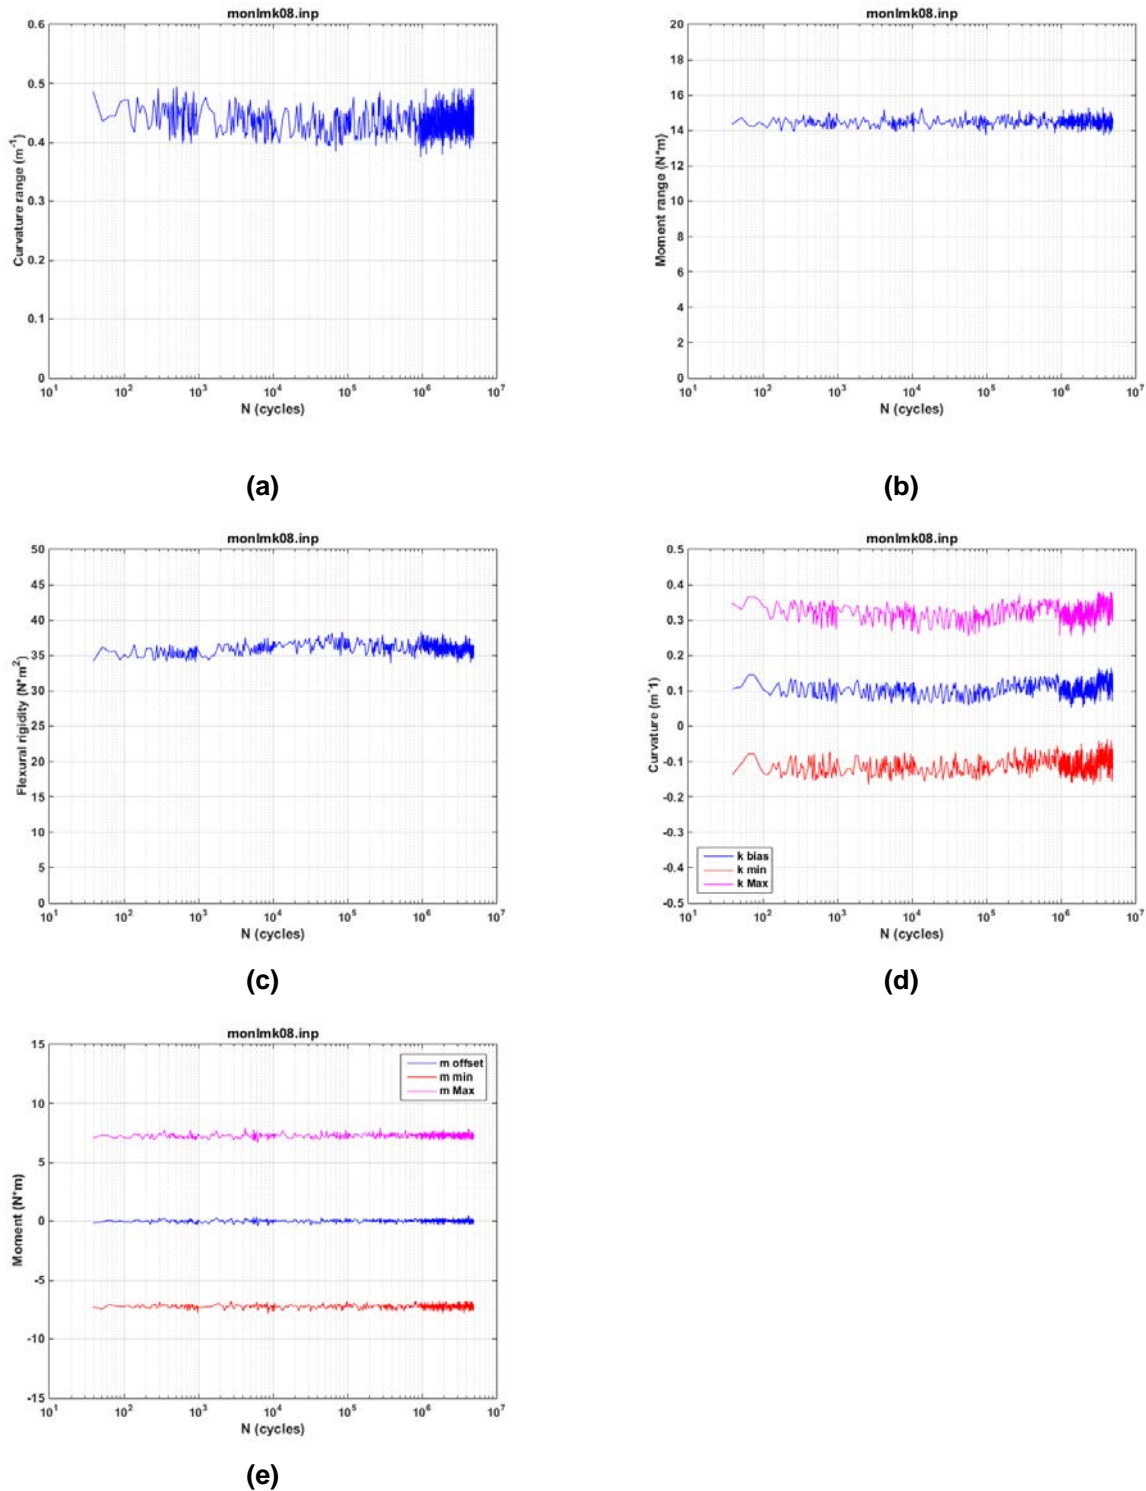 monlmk08.inp
0.6
0.5
0.4
0.3
0.2
0.1
0
Curvature range (m⁻¹)
10¹ 10² 10³ 10⁴ 10⁵ 10⁶ 10⁷
N (cycles)
(a)
monlmk08.inp
20
18
16
14
12
10
8
6
4
2
0
Moment range (N*m)
10¹ 10² 10³ 10⁴ 10⁵ 10⁶ 10⁷
N (cycles)
(b)
monlmk08.inp
50
45
40
35
30
25
20
15
10
5
0
Flexural rigidity (N*m²)
10¹ 10² 10³ 10⁴ 10⁵ 10⁶ 10⁷
N (cycles)
(c)
monlmk08.inp
0.5
0.4
0.3
0.2
0.1
0
-0.1
-0.2
-0.3
-0.4
-0.5
Curvature (m⁻1)
k bias
k min
k Max
10¹ 10² 10³ 10⁴ 10⁵ 10⁶ 10⁷
N (cycles)
(d)
monlmk08.inp
15
10
5
0
-5
-10
-15
Moment (N*m)
m offset
m min
m Max
10¹ 10² 10³ 10⁴ 10⁵ 10⁶ 10⁷
N (cycles)
(e)